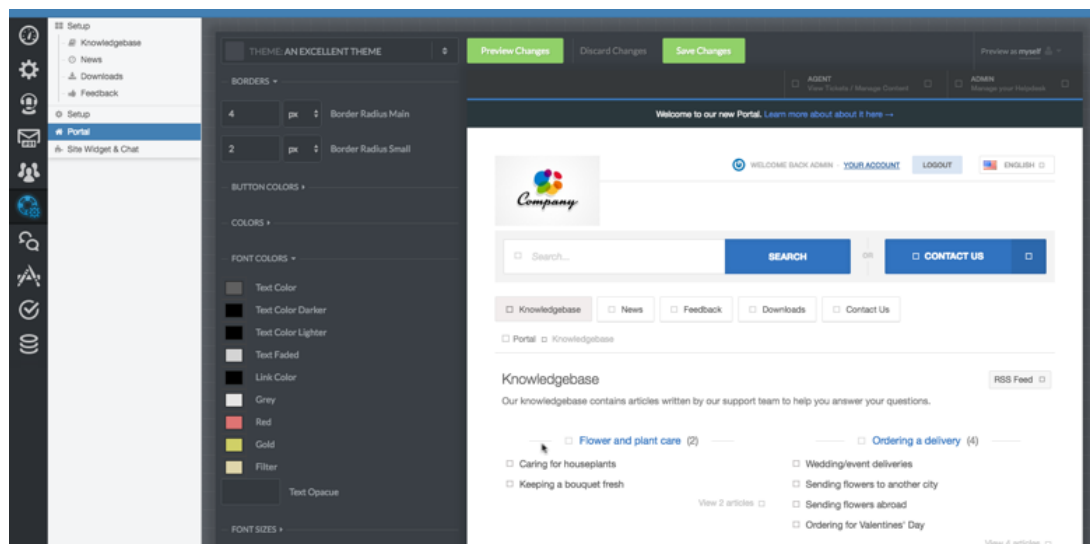 Setup
Knowledgebase
News
Downloads
Feedback
Setup
Portal
Site Widget & Chat
THEME: AN EXCELLENT THEME
BORDERS
4 px Border Radius Main
2 px Border Radius Small
BUTTON COLORS
COLORS
FONT COLORS
Text Color
Text Color Darker
Text Color Lighter
Text Faded
Link Color
Grey
Red
Gold
Filter
Text Opacue
FONT SIZES
Preview Changes Discard Changes Save Changes Preview as myself
AGENT ADMIN
View Tickets / Manage Content Manage your Helpdesk
Welcome to our new Portal. Learn more about about it here →
WELCOME BACK ADMIN - YOUR ACCOUNT LOGOUT ENGLISH
Company
Search... SEARCH OR CONTACT US
Knowledgebase News Feedback Downloads Contact Us
Portal Knowledgebase
Knowledgebase RSS Feed
Our knowledgebase contains articles written by our support team to help you answer your questions.
Flower and plant care (2) Ordering a delivery (4)
Caring for houseplants Wedding/event deliveries
Keeping a bouquet fresh Sending flowers to another city
View 2 articles Sending flowers abroad
Ordering for Valentines' Day
View 4 articles